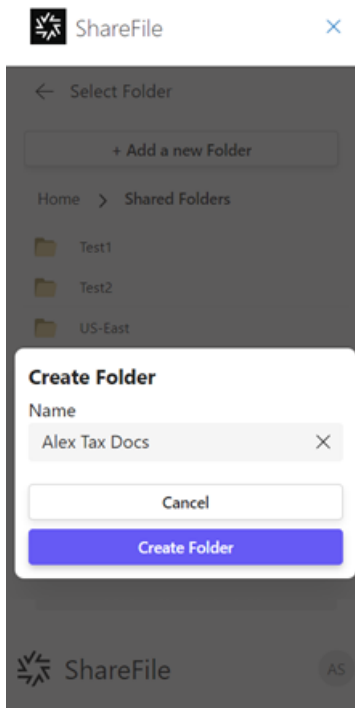 ShareFile
Select Folder
+ Add a new Folder
Home > Shared Folders
Test1
Test2
US-East
Create Folder
Name
Alex Tax Docs
Cancel
Create Folder
ShareFile
AS